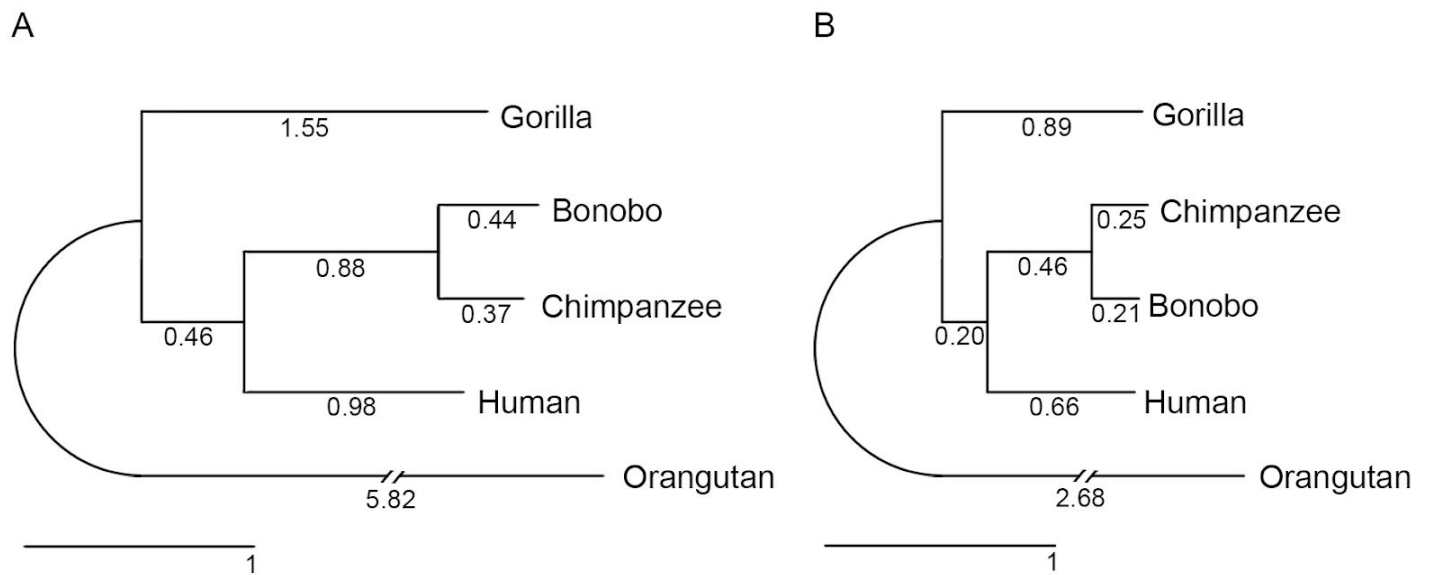 A
1.55
Gorilla
0.44
Bonobo
0.88
0.37
Chimpanzee
0.46
0.98
Human
5.82
Orangutan
1
B
0.89
Gorilla
0.25
Chimpanzee
0.46
0.21
Bonobo
0.20
0.66
Human
2.68
Orangutan
1